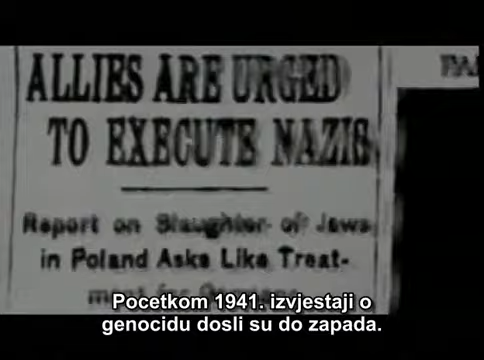 ALLIES ARE URGED
TO EXECUTE NAZIS
Report on Slaughter of Jews
in Poland Asks Like Treat-
Pocetkom 1941. izvjestaji o
genocidu dosli su do zapada.